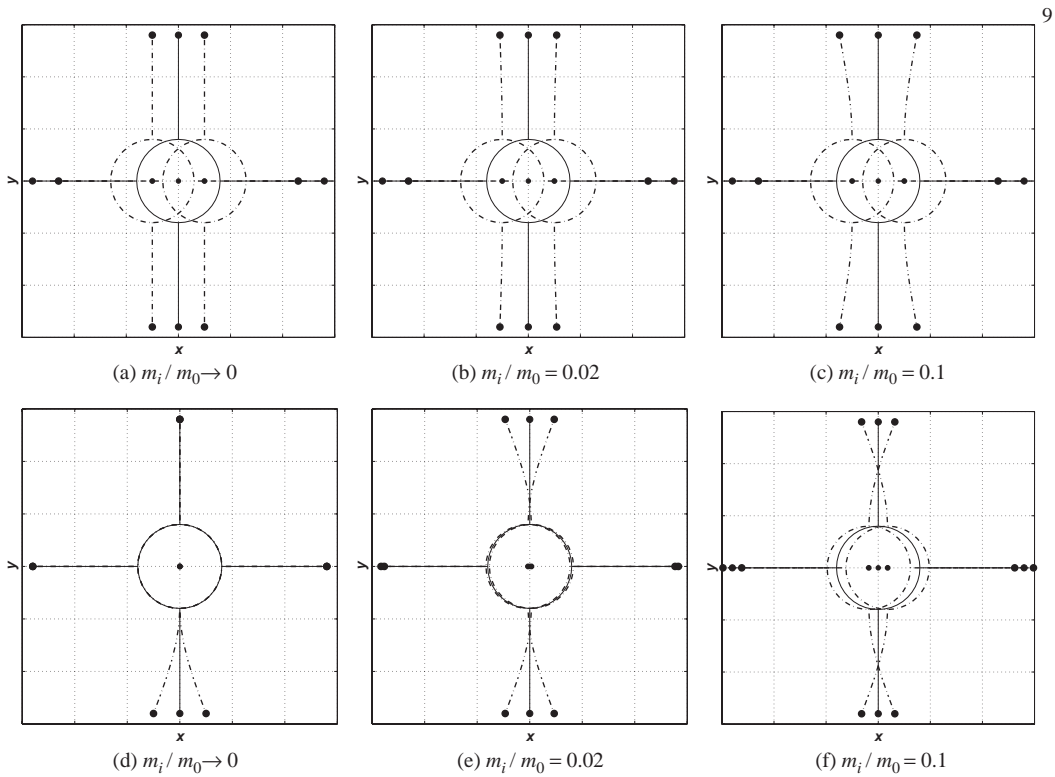 9
y
y
y
x
x
x
(a) m_i / m_0 → 0
(b) m_i / m_0 = 0.02
(c) m_i / m_0 = 0.1
y
y
y
x
x
x
(d) m_i / m_0 → 0
(e) m_i / m_0 = 0.02
(f) m_i / m_0 = 0.1